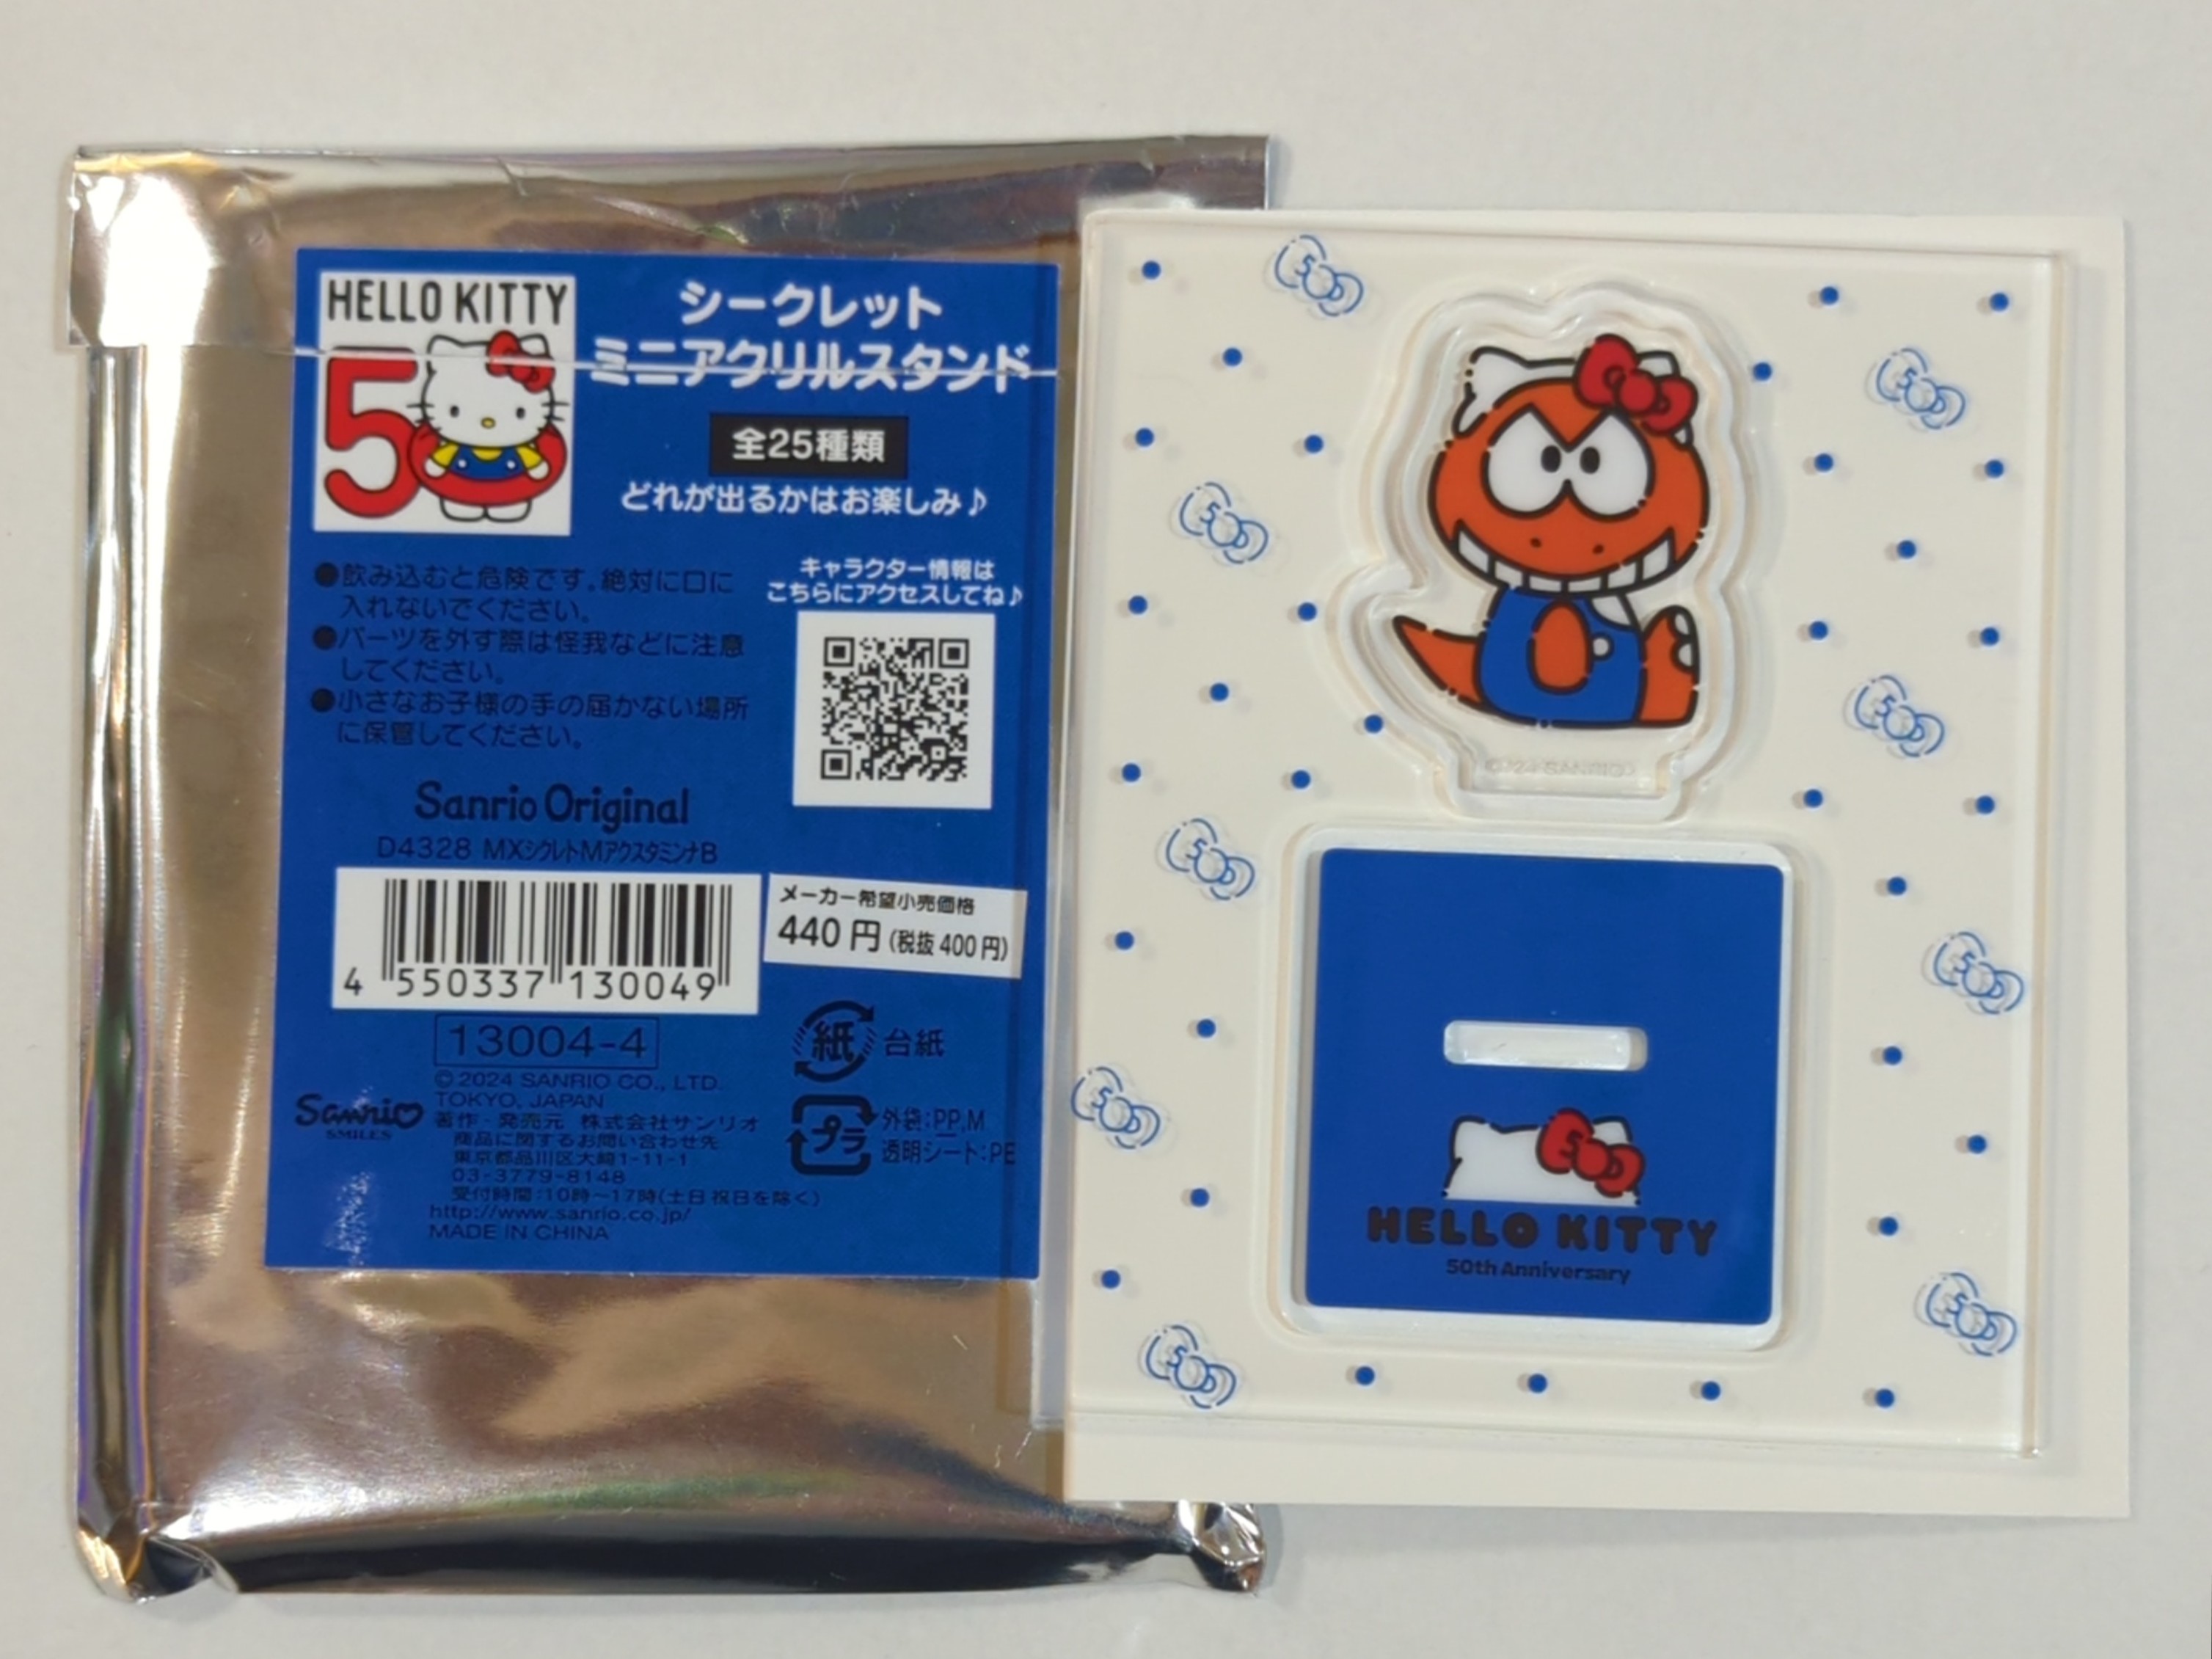 HELLO KITTY
50
シークレット
ミニアクリルスタンド
全25種類
どれが出るかはお楽しみ♪
●飲み込むと危険です。絶対に口に
入れないでください。
●パーツを外す際は怪我などに注意
してください。
●小さなお子様の手の届かない場所
に保管してください。
キャラクター情報は
こちらにアクセスしてね♪
Sanrio Original
D4328 MXシクレトMアクスタミンナB
4 550337 130049
メーカー希望小売価格
440円(税抜400円)
13004-4
© 2024 SANRIO CO., LTD.
TOKYO, JAPAN
著作・発売元 株式会社サンリオ
商品に関するお問い合わせ先
東京都品川区大崎1-11-1
03-3779-8148
受付時間:10時~17時(土日祝日を除く)
http://www.sanrio.co.jp/
MADE IN CHINA
Sanrio
SMILES
紙 台紙
プラ 外袋:PP,M
透明シート:PE
©'24 SANRIO
HELLO KITTY
50th Anniversary
50
50
50
50
50
50
50
50
50